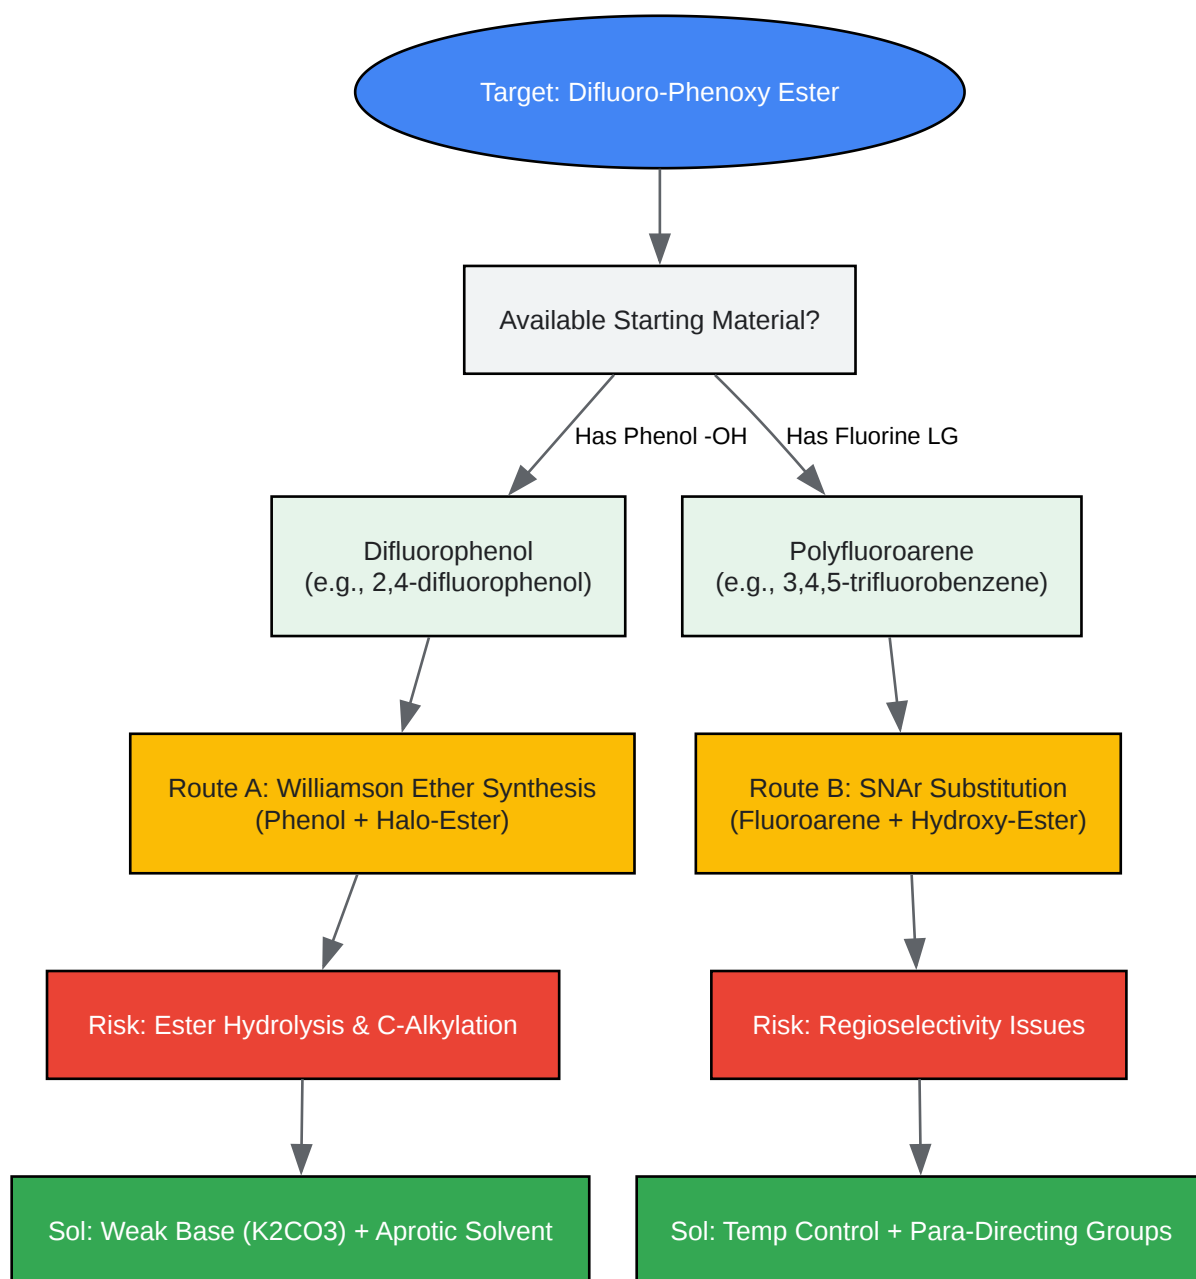 Target: Difluoro-Phenoxy Ester
Available Starting Material?
Has Phenol -OH
Has Fluorine LG
Difluorophenol
(e.g., 2,4-difluorophenol)
Polyfluoroarene
(e.g., 3,4,5-trifluorobenzene)
Route A: Williamson Ether Synthesis
(Phenol + Halo-Ester)
Route B: SNAr Substitution
(Fluoroarene + Hydroxy-Ester)
Risk: Ester Hydrolysis & C-Alkylation
Risk: Regioselectivity Issues
Sol: Weak Base (K2CO3) + Aprotic Solvent
Sol: Temp Control + Para-Directing Groups